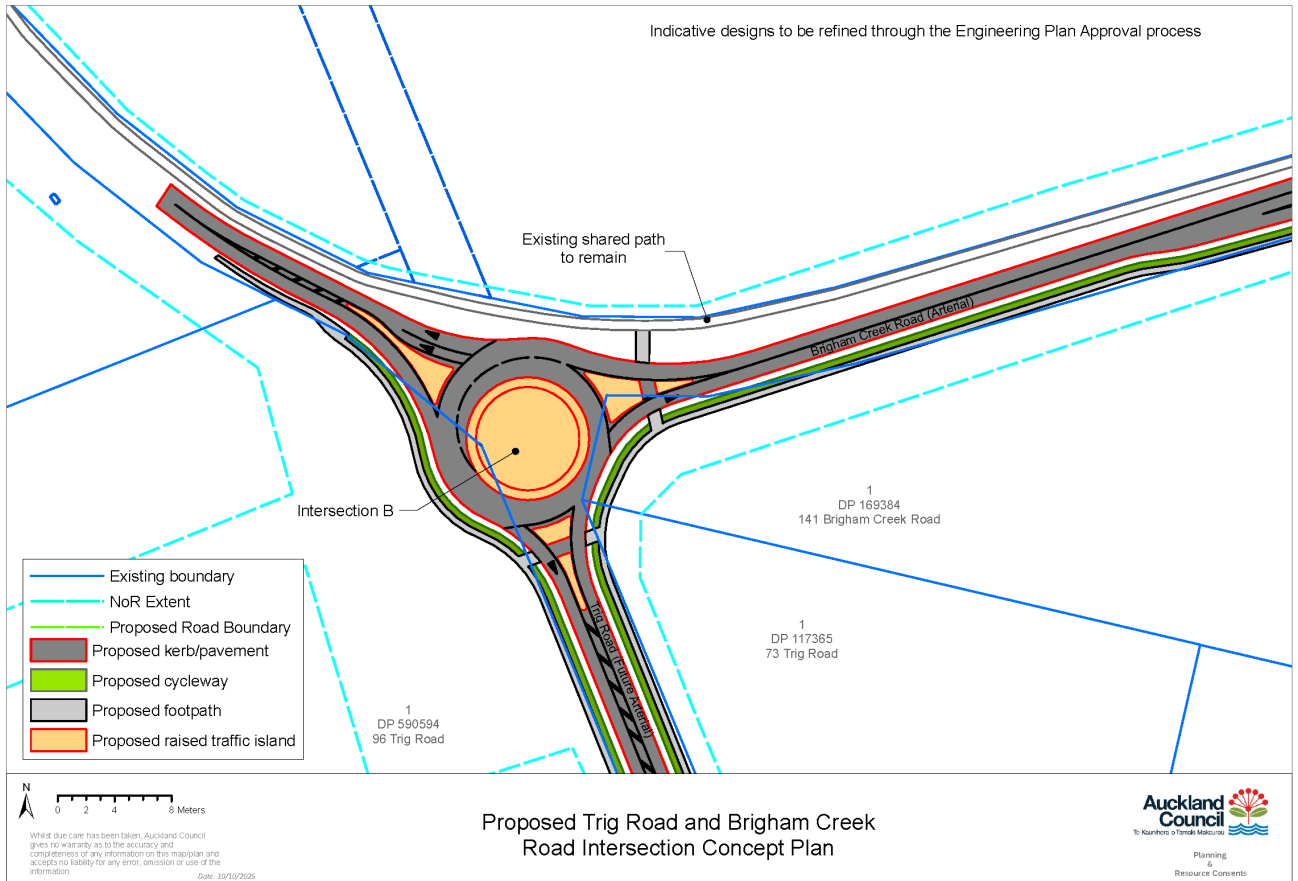 Indicative designs to be refined through the Engineering Plan Approval process
Existing shared path
to remain
Brigham Creek Road (Arterial)
Intersection B
1
DP 169384
141 Brigham Creek Road
Trig Road (Future Arterial)
1
DP 117365
73 Trig Road
1
DP 590594
96 Trig Road
Existing boundary
NoR Extent
Proposed Road Boundary
Proposed kerb/pavement
Proposed cycleway
Proposed footpath
Proposed raised traffic island
N
0 2 4 8 Meters
Whilst due care has been taken, Auckland Council
gives no warranty as to the accuracy and
completeness of any information on this map/plan and
accepts no liability for any error, omission or use of the
information.
Date: 10/10/2025
Proposed Trig Road and Brigham Creek
Road Intersection Concept Plan
Auckland
Council
Te Kaunihera o Tāmaki Makaurau
Planning
&
Resource Consents